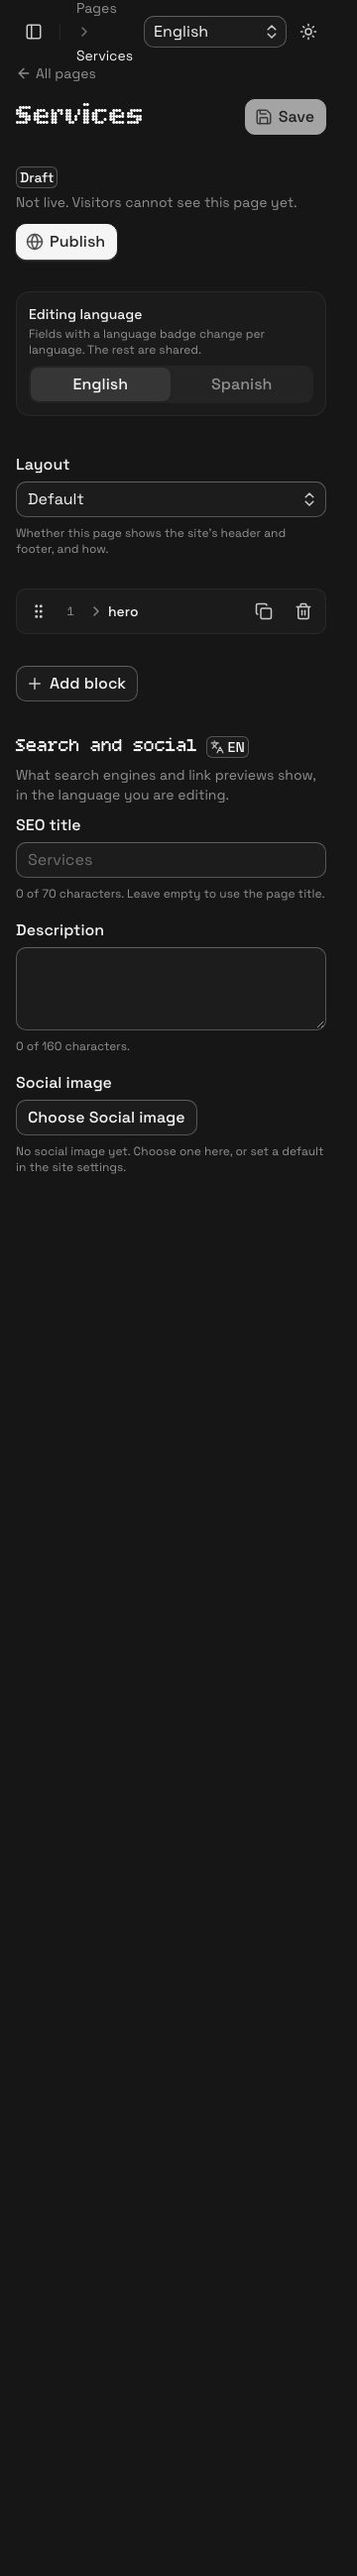 Pages
Services
English
All pages
Services
Save
Draft
Not live. Visitors cannot see this page yet.
Publish
Editing language
Fields with a language badge change per
language. The rest are shared.
English
Spanish
Layout
Default
Whether this page shows the site's header and
footer, and how.
1
hero
Add block
Search and social
EN
What search engines and link previews show,
in the language you are editing.
SEO title
Services
0 of 70 characters. Leave empty to use the page title.
Description
0 of 160 characters.
Social image
Choose Social image
No social image yet. Choose one here, or set a default
in the site settings.